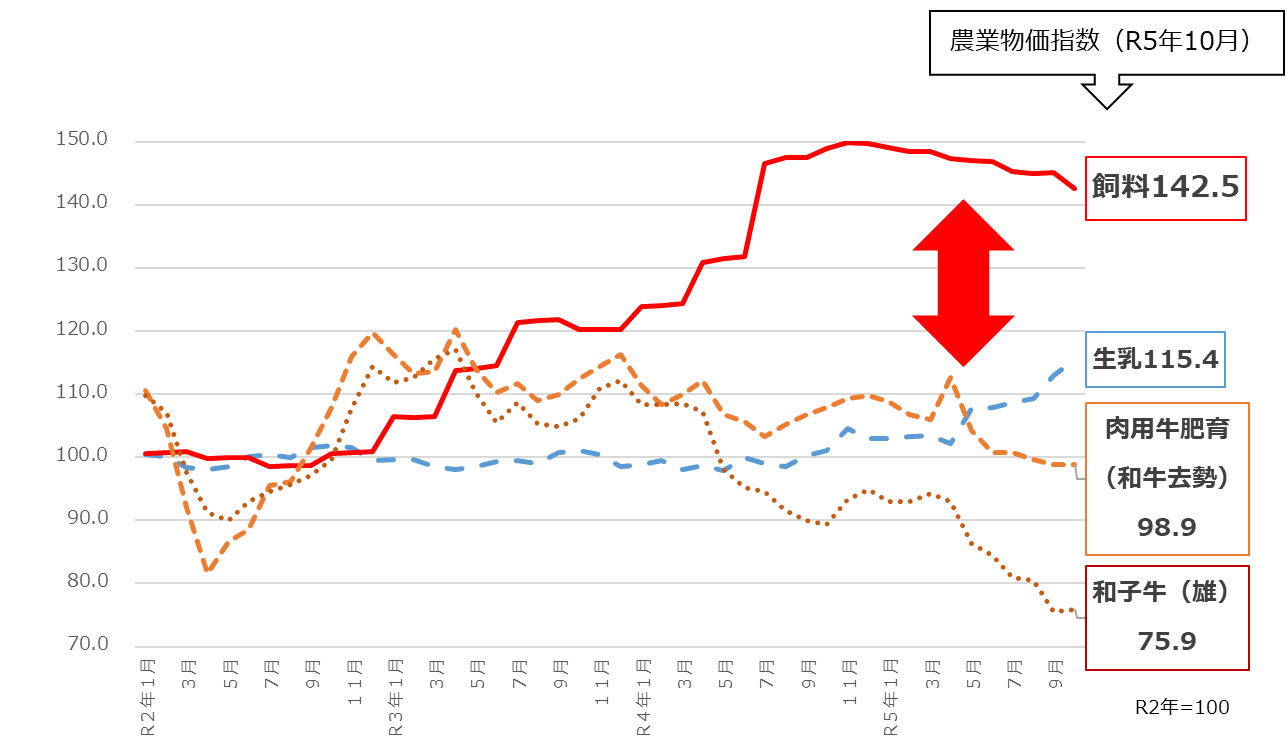 農業物価指数（R5年10月）
150.0
140.0
130.0
120.0
110.0
100.0
90.0
80.0
70.0
飼料142.5
生乳115.4
肉用牛肥育
（和牛去勢）
98.9
和子牛（雄）
75.9
R2年1月
3月
5月
7月
9月
11月
R3年1月
3月
5月
7月
9月
11月
R4年1月
3月
5月
7月
9月
11月
R5年1月
3月
5月
7月
9月
R2年=100